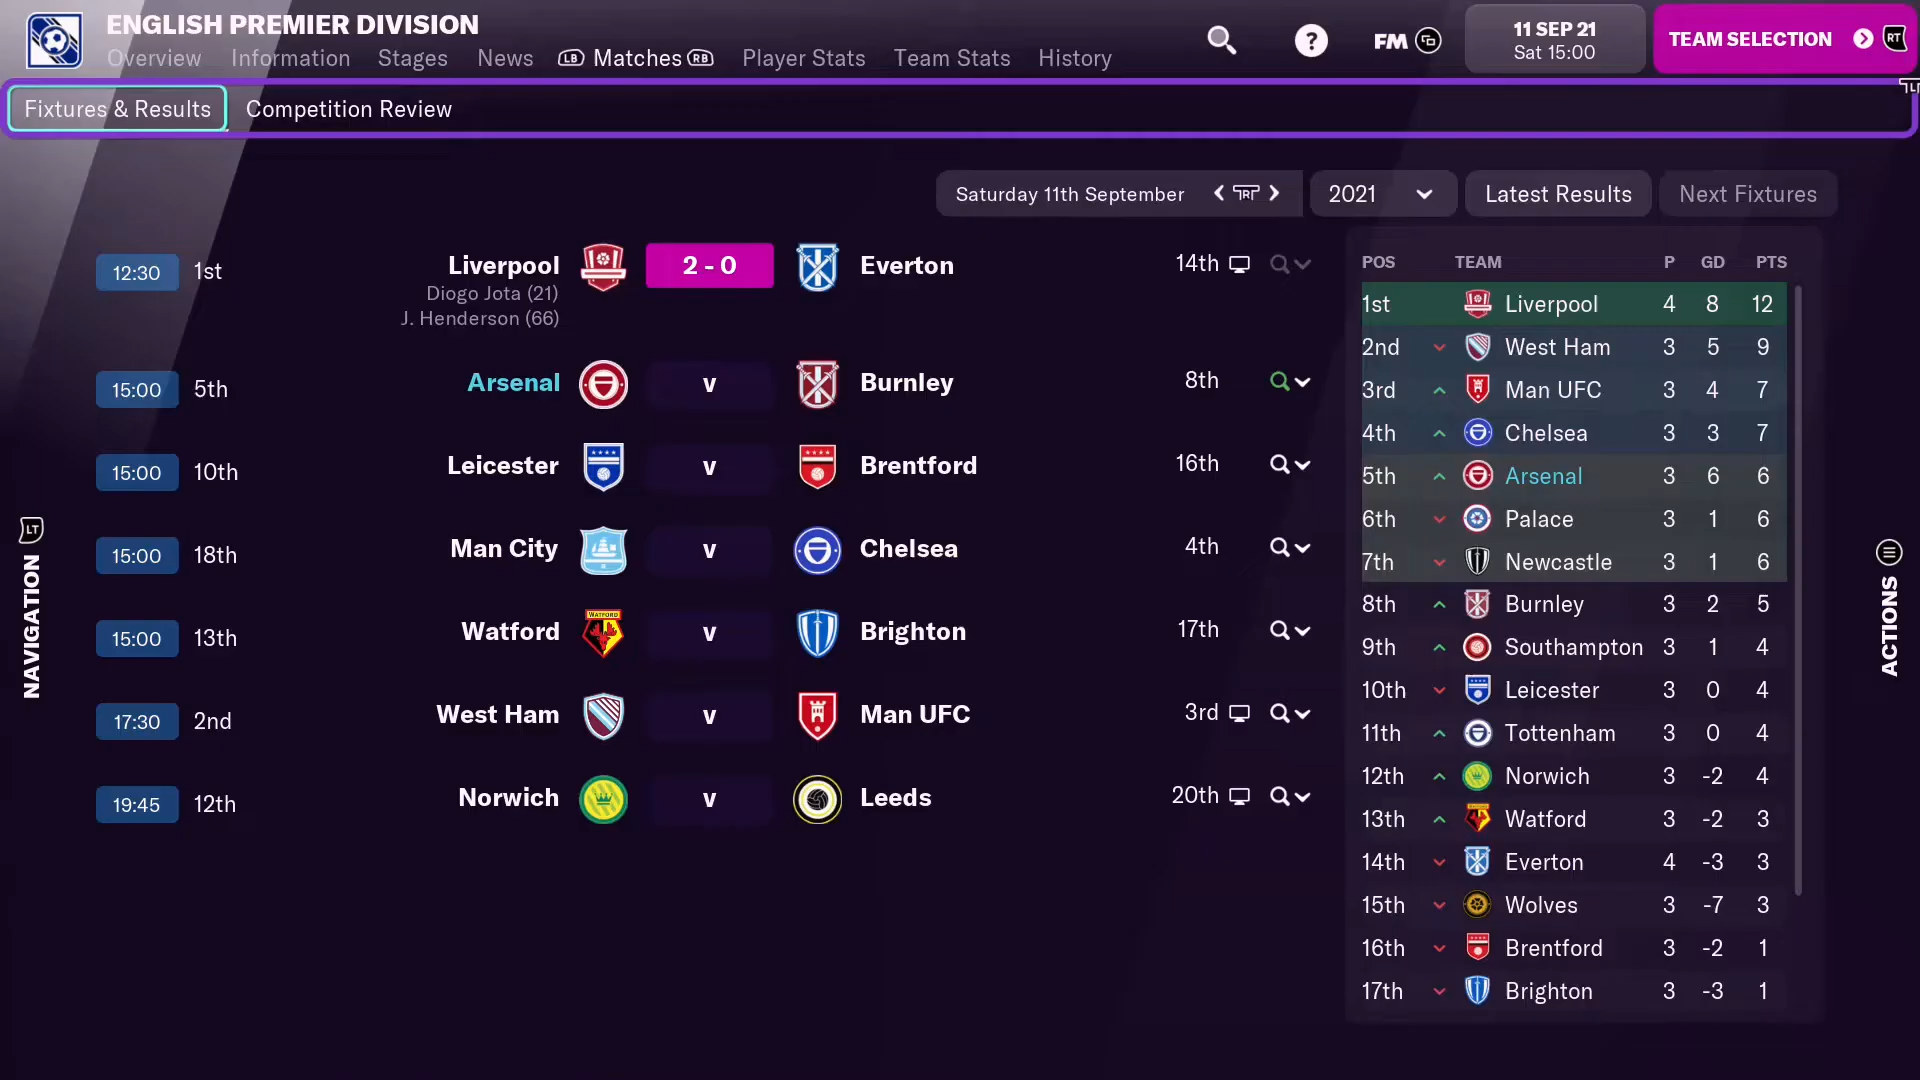 ENGLISH PREMIER DIVISION
Overview Information Stages News LB Matches RB Player Stats Team Stats History
FM
11 SEP 21
Sat 15:00
TEAM SELECTION RT
Fixtures & Results Competition Review
Saturday 11th September 2021 Latest Results Next Fixtures
12:30 1st Liverpool 2 - 0 Everton 14th
Diogo Jota (21)
J. Henderson (66)
15:00 5th Arsenal v Burnley 8th
15:00 10th Leicester v Brentford 16th
15:00 18th Man City v Chelsea 4th
15:00 13th Watford v Brighton 17th
17:30 2nd West Ham v Man UFC 3rd
19:45 12th Norwich v Leeds 20th
POS TEAM P GD PTS
1st Liverpool 4 8 12
2nd West Ham 3 5 9
3rd Man UFC 3 4 7
4th Chelsea 3 3 7
5th Arsenal 3 6 6
6th Palace 3 1 6
7th Newcastle 3 1 6
8th Burnley 3 2 5
9th Southampton 3 1 4
10th Leicester 3 0 4
11th Tottenham 3 0 4
12th Norwich 3 -2 4
13th Watford 3 -2 3
14th Everton 4 -3 3
15th Wolves 3 -7 3
16th Brentford 3 -2 1
17th Brighton 3 -3 1
LT
NAVIGATION
ACTIONS